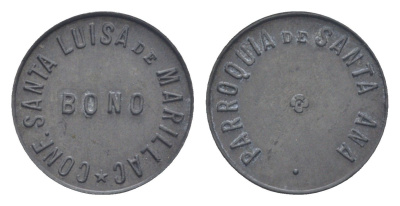 CONF. SANTA LUISA DE MARILLAC
BONO
PARROQUIA DE SANTA ANA